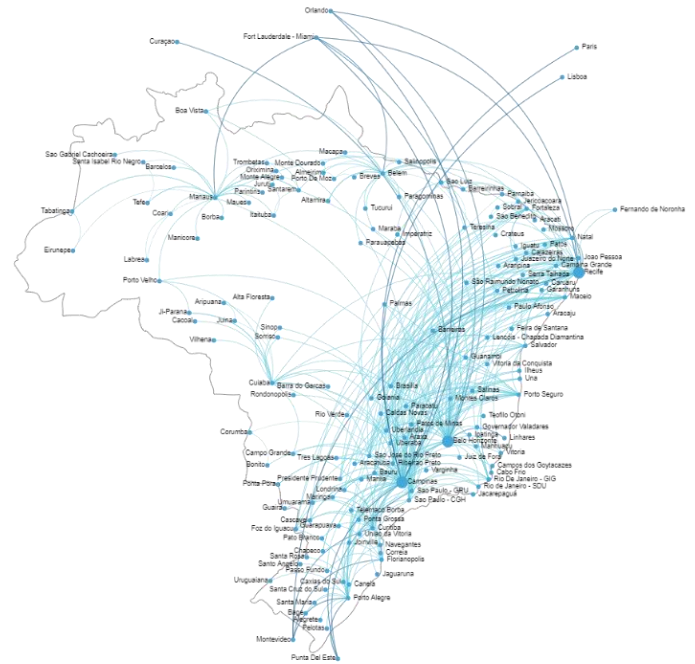 Orlando
Fort Lauderdale - Miami
Curaçao
Paris
Lisboa
Boa Vista
Sao Gabriel Cachoeira
Santa Isabel Rio Negro
Barcelos
Trombetas
Monte Dourado
Macapa
Oriximina
Almeirim
Monte Alegre
Porto De Moz
Juruti
Belem
Salinopolis
Breves
Sao Luis
Barreirinhas
Parnaiba
Jericoacoara
Manaus
Parintins
Santarem
Maues
Altamira
Paragominas
Sobral
Fortaleza
Fernando de Noronha
Tabatinga
Tefe
Coari
Borba
Itaituba
Tucurui
Sao Benedito
Aracati
Mossoro
Teresina
Maraba
Imperatriz
Crateus
Natal
Manicore
Parauapebas
Iguatu
Patos
Eirunepe
Labrea
Cajazeiras
Juazeiro do Norte
Joao Pessoa
Araripina
Campina Grande
Serra Talhada
Recife
Porto Velho
São Raimundo Nonato
Caruaru
Petrolina
Garanhuns
Maceio
Aripuana
Alta Floresta
Palmas
Paulo Afonso
Ji-Parana
Aracaju
Cacoal
Juina
Sinop
Sorriso
Barreiras
Feira de Santana
Vilhena
Lencois - Chapada Diamantina
Salvador
Guanambi
Vitoria da Conquista
Ilheus
Una
Cuiaba
Barra do Garcas
Brasilia
Rondonopolis
Goiania
Salinas
Porto Seguro
Montes Claros
Paracatu
Rio Verde
Caldas Novas
Teofilo Otoni
Patos de Minas
Corumba
Uberlandia
Governador Valadares
Araxa
Ipatinga
Linhares
Uberaba
Belo Horizonte
Manhuacu
Vitoria
Campo Grande
Tres Lagoas
Sao Jose do Rio Preto
Juiz de Fora
Bonito
Aracatuba
Ribeirao Preto
Campos dos Goytacazes
Bauru
Varginha
Cabo Frio
Ponta Pora
Presidente Prudente
Marilia
Campinas
Rio De Janeiro - GIG
Londrina
Rio de Janeiro - SDU
Sao Paulo - GRU
Jacarepaguá
Maringa
Sao Paulo - CGH
Umuarama
Guaira
Telemaco Borba
Cascavel
Ponta Grossa
Foz do Iguacu
Guarapuava
Curitiba
Uniao da Vitoria
Pato Branco
Joinville
Navegantes
Chapeco
Correia
Santa Rosa
Florianopolis
Santo Angelo
Passo Fundo
Jaguaruna
Uruguaiana
Caxias do Sul
Canela
Santa Cruz do Sul
Santa Maria
Porto Alegre
Bage
Alegrete
Pelotas
Montevideo
Punta Del Este